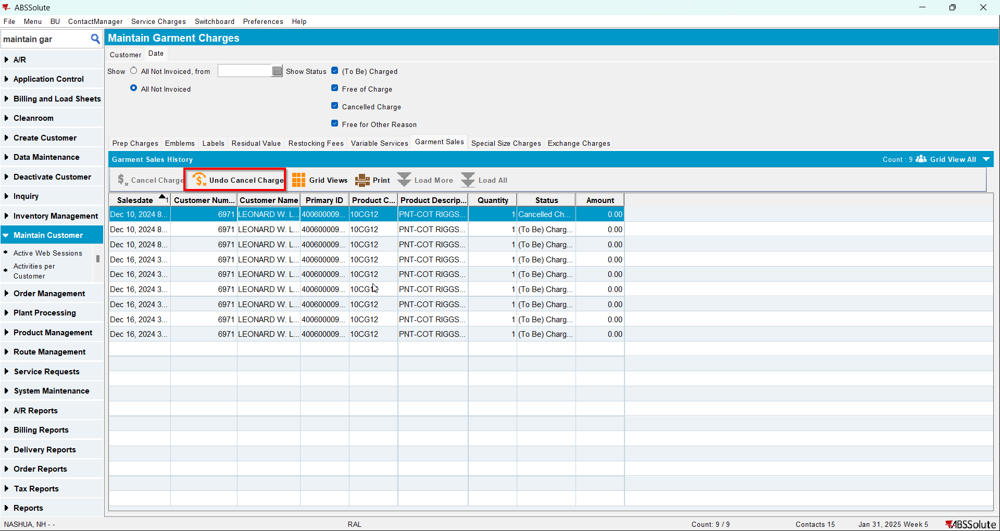 ABSSolute
File Menu BU ContactManager Service Charges Switchboard Preferences Help
maintain gar
Maintain Garment Charges
Customer Date
Show All Not Invoiced, from 15 Show Status (To Be) Charged
All Not Invoiced Free of Charge
Cancelled Charge
Free for Other Reason
Prep Charges Emblems Labels Residual Value Restocking Fees Variable Services Garment Sales Special Size Charges Exchange Charges
Garment Sales History Count : 9 Grid View All
Cancel Charge Undo Cancel Charge Grid Views Print Load More Load All
Salesdate 1 Customer Num... Customer Name Primary ID Product C... Product Descrip... Quantity Status Amount
Dec 10, 2024 8... 6971 LEONARD W. L... 400600009... 10CG12 PNT-COT RIGGS... 1 Cancelled Ch... 0.00
Dec 10, 2024 8... 6971 LEONARD W. L... 400600009... 10CG12 PNT-COT RIGGS... 1 (To Be) Charg... 0.00
Dec 10, 2024 8... 6971 LEONARD W. L... 400600009... 10CG12 PNT-COT RIGGS... 1 (To Be) Charg... 0.00
Dec 16, 2024 3... 6971 LEONARD W. L... 400600009... 10CG12 PNT-COT RIGGS... 1 (To Be) Charg... 0.00
Dec 16, 2024 3... 6971 LEONARD W. L... 400600009... 10CG12 PNT-COT RIGGS... 1 (To Be) Charg... 0.00
Dec 16, 2024 3... 6971 LEONARD W. L... 400600009... 10CG12 PNT-COT RIGGS... 1 (To Be) Charg... 0.00
Dec 16, 2024 3... 6971 LEONARD W. L... 400600009... 10CG12 PNT-COT RIGGS... 1 (To Be) Charg... 0.00
Dec 16, 2024 3... 6971 LEONARD W. L... 400600009... 10CG12 PNT-COT RIGGS... 1 (To Be) Charg... 0.00
Dec 16, 2024 3... 6971 LEONARD W. L... 400600009... 10CG12 PNT-COT RIGGS... 1 (To Be) Charg... 0.00
A/R
Application Control
Billing and Load Sheets
Cleanroom
Create Customer
Data Maintenance
Deactivate Customer
Inquiry
Inventory Management
Maintain Customer
Active Web Sessions
Activities per
Customer
Order Management
Plant Processing
Product Management
Route Management
Service Requests
System Maintenance
A/R Reports
Billing Reports
Delivery Reports
Order Reports
Tax Reports
Reports
NASHUA, NH - - RAL Count: 9 / 9 Contacts 15 Jan 31, 2025 Week 5 ABSSolute